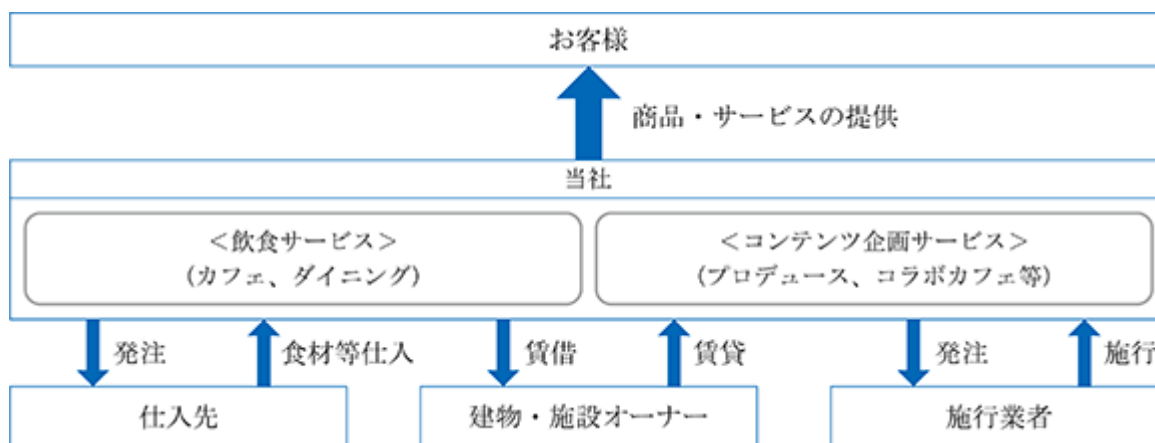 お客様
商品・サービスの提供
当社
<飲食サービス>
(カフェ、ダイニング)
<コンテンツ企画サービス>
(プロデュース、コラボカフェ等)
発注
食材等仕入
賃借
賃貸
発注
施行
仕入先
建物・施設オーナー
施行業者